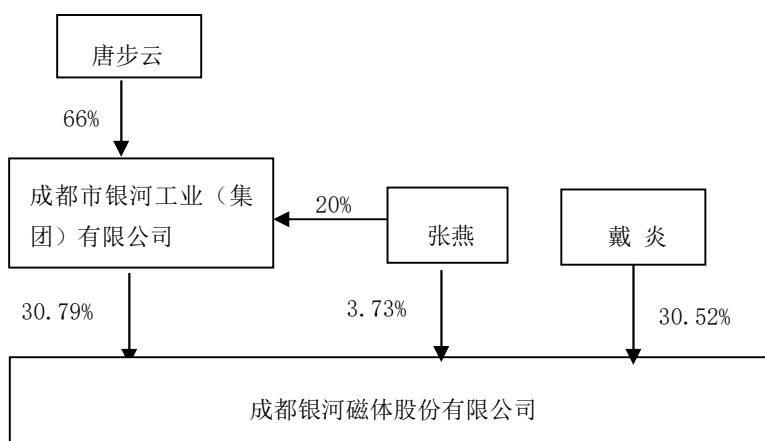 唐步云
66%
成都市银河工业（集
团）有限公司
20%
张燕
戴 炎
30.79%
3.73%
30.52%
成都银河磁体股份有限公司